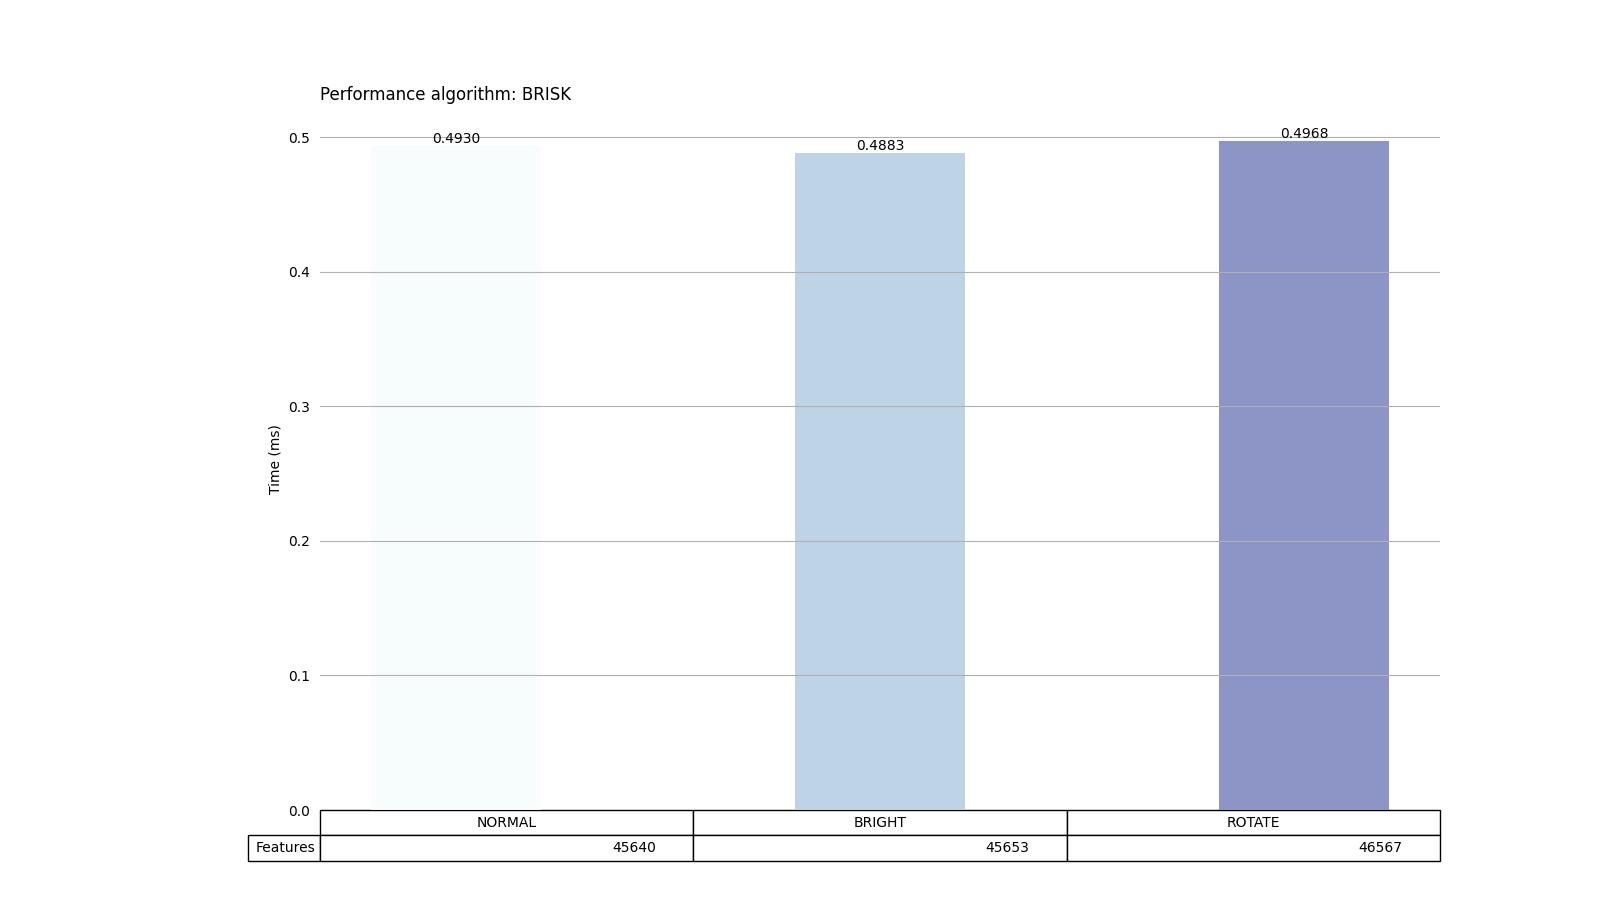 Performance algorithm: BRISK
0.4930
0.4883
0.4968
0.5
0.4
0.3
0.2
0.1
0.0
Time (ms)
NORMAL BRIGHT ROTATE
Features 45640 45653 46567